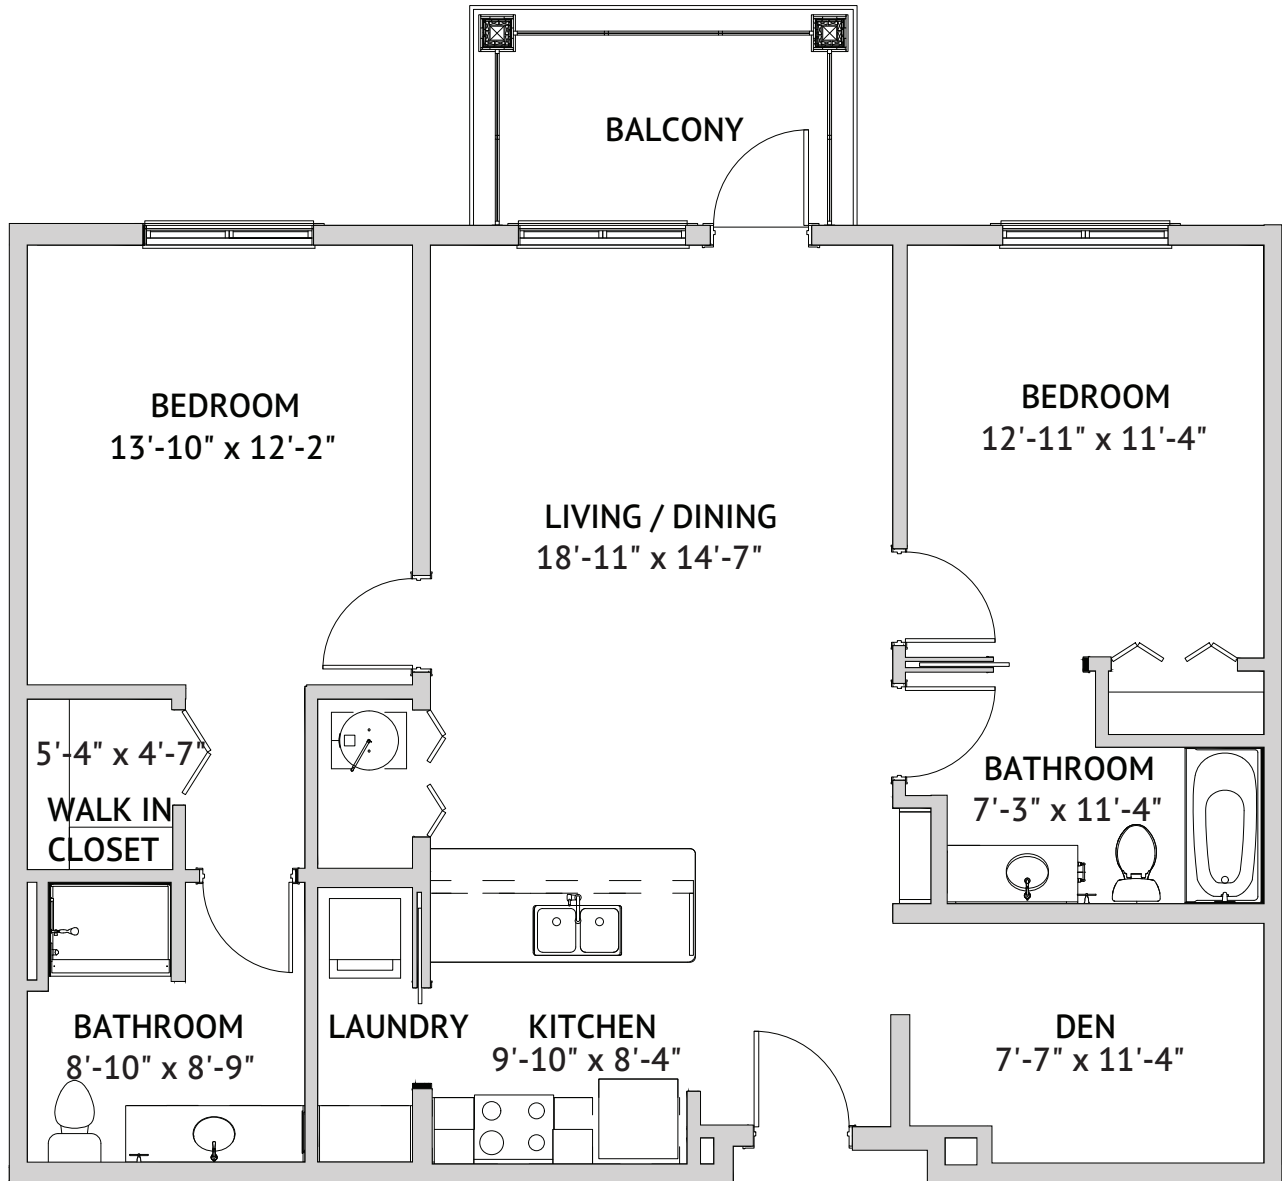 BALCONY
BEDROOM
13'-10" x 12'-2"
BEDROOM
12'-11" x 11'-4"
LIVING / DINING
18'-11" x 14'-7"
5'-4" x 4'-7"
WALK IN
CLOSET
BATHROOM
7'-3" x 11'-4"
BATHROOM
8'-10" x 8'-9"
LAUNDRY
KITCHEN
9'-10" x 8'-4"
DEN
7'-7" x 11'-4"